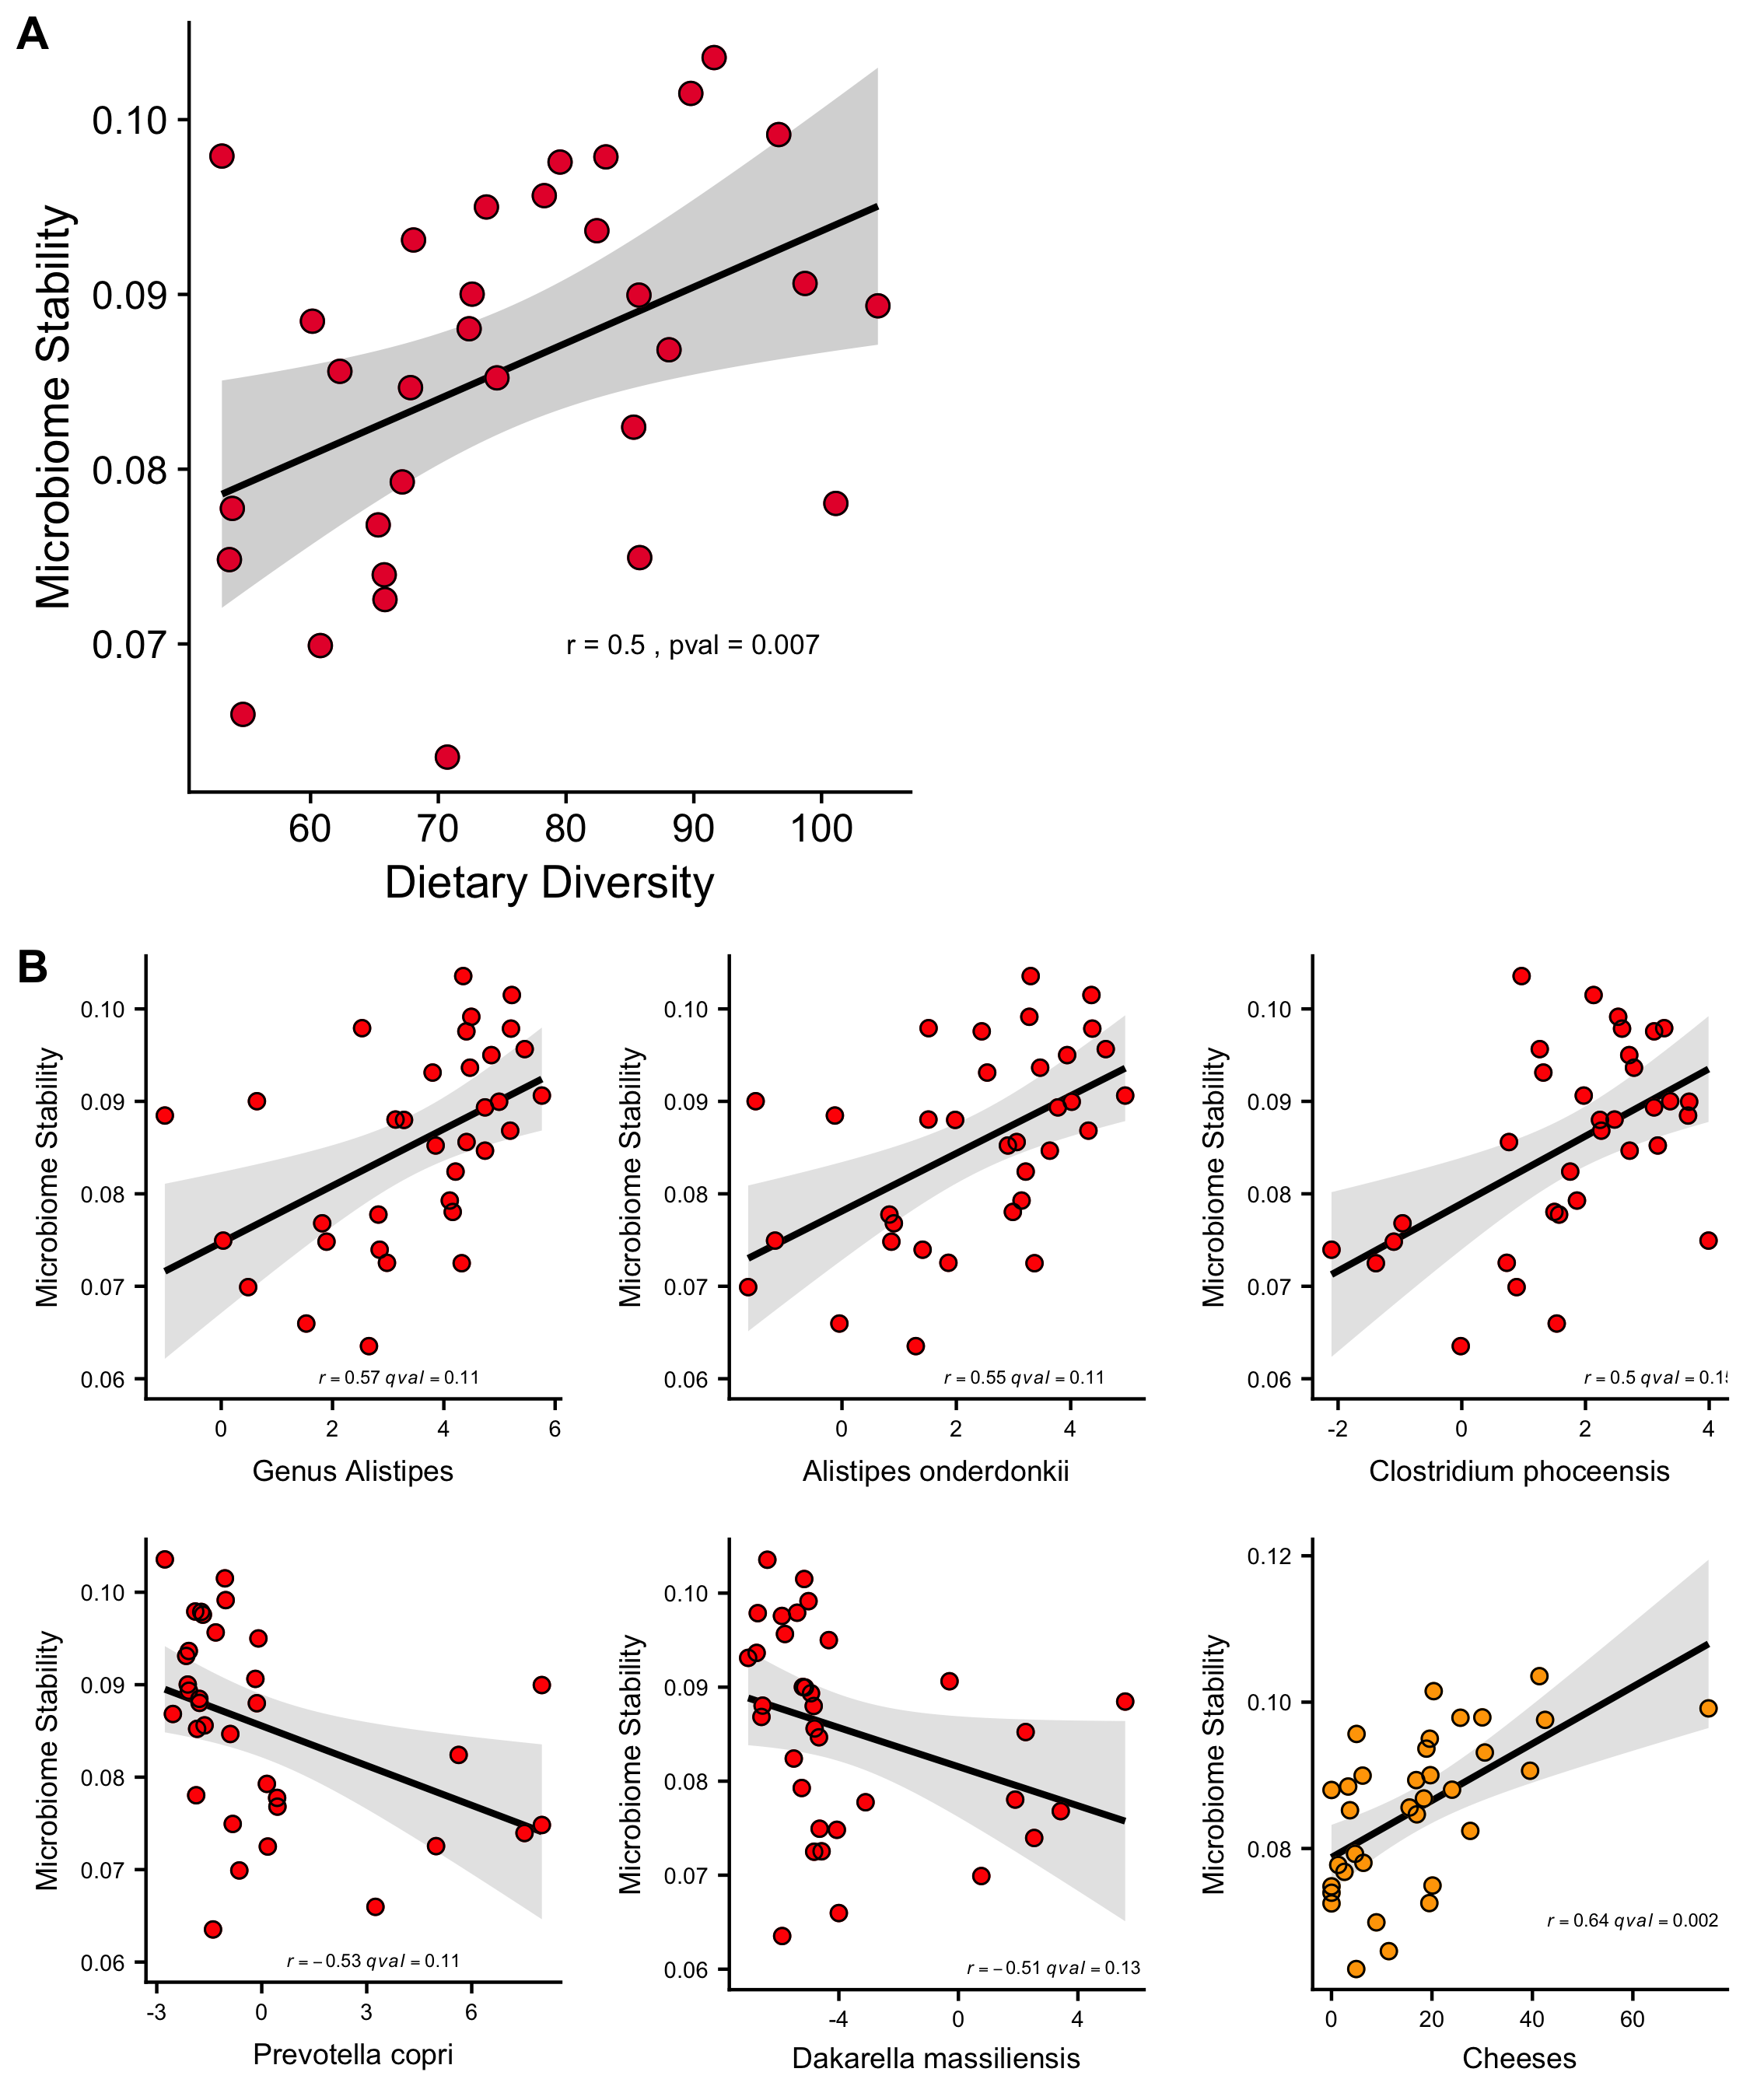 A
Microbiome Stability
0.10
0.09
0.08
0.07
r = 0.5 , pval = 0.007
60 70 80 90 100
Dietary Diversity
B
Microbiome Stability
0.10
0.09
0.08
0.07
0.06
r = 0.57 qval = 0.11
0 2 4 6
Genus Alistipes
Microbiome Stability
0.10
0.09
0.08
0.07
0.06
r = 0.55 qval = 0.11
0 2 4
Alistipes onderdonkii
Microbiome Stability
0.10
0.09
0.08
0.07
0.06
r = 0.5 qval =
-2 0 2 4
Clostridium phoceensis
Microbiome Stability
0.10
0.09
0.08
0.07
0.06
r = −0.53 qval = 0.11
-3 0 3 6
Prevotella copri
Microbiome Stability
0.10
0.09
0.08
0.07
0.06
r = −0.51 qval = 0.13
-4 0 4
Dakarella massiliensis
Microbiome Stability
0.12
0.10
0.08
r = 0.64 qval = 0.002
0 20 40 60
Cheeses